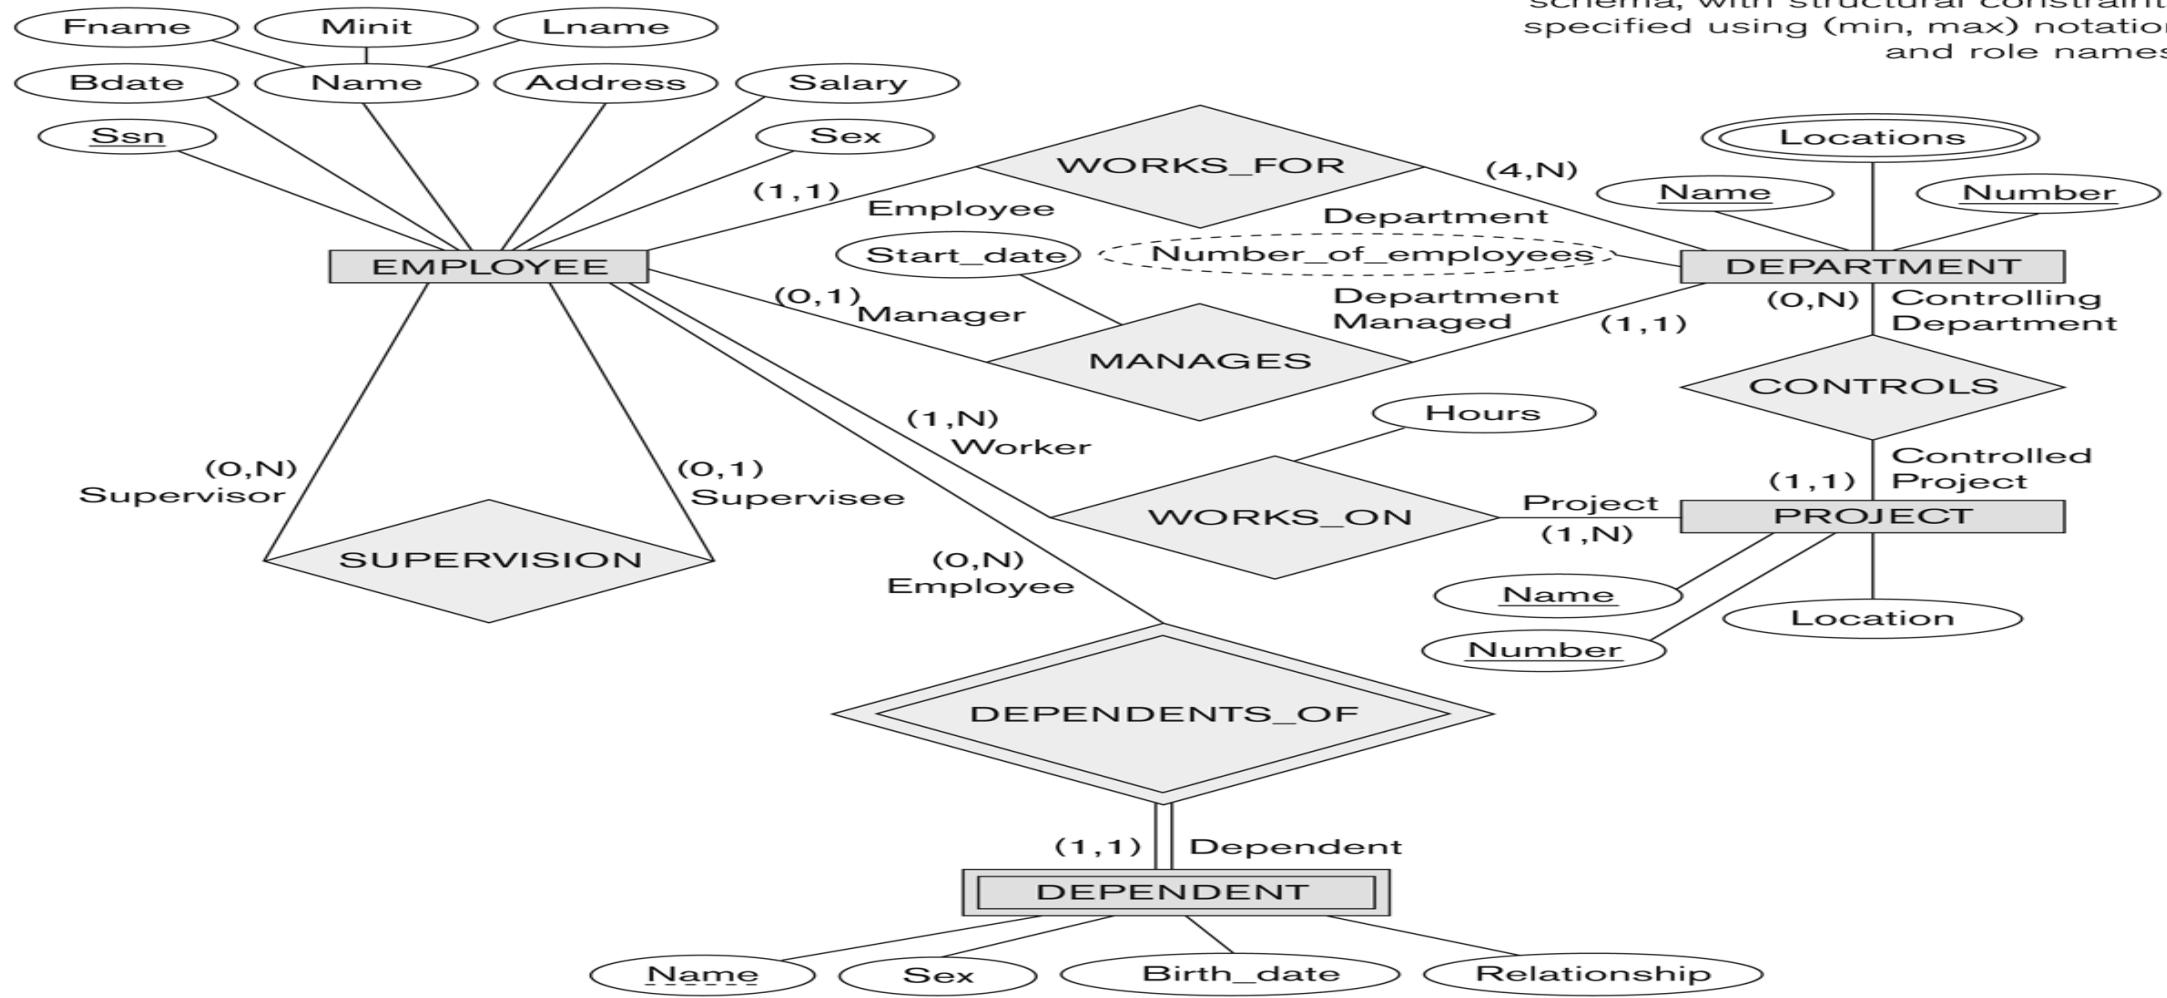 schema, with structural constraint
specified using (min, max) notation
and role names
Fname
Minit
Lname
Bdate
Name
Address
Salary
Ssn
Sex
WORKS_FOR
Locations
(1,1)
Employee
(4,N)
Department
Name
Number
Start_date
Number_of_employees
EMPLOYEE
DEPARTMENT
(0,1)
Manager
Department
Managed
(1,1)
(0,N)
Controlling
Department
MANAGES
CONTROLS
Hours
(1,N)
Worker
(0,N)
Supervisor
(0,1)
Supervisee
Controlled
Project
(1,1)
WORKS_ON
Project
(1,N)
PROJECT
SUPERVISION
(0,N)
Employee
Name
Location
Number
DEPENDENTS_OF
(1,1)
Dependent
DEPENDENT
Name
Sex
Birth_date
Relationship